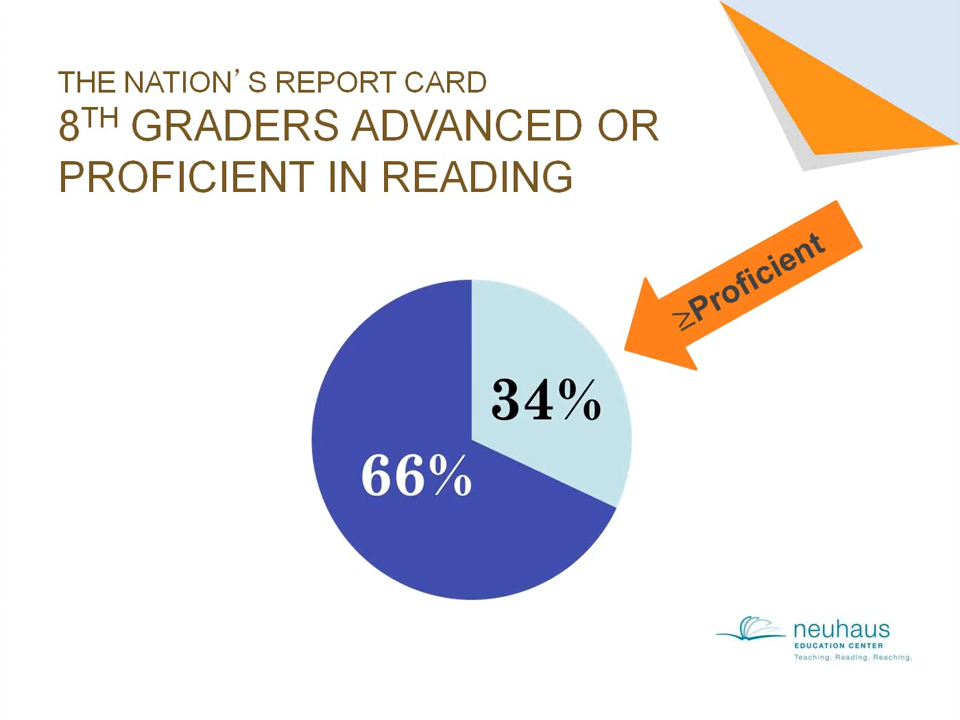 THE NATION’S REPORT CARD
8TH GRADERS ADVANCED OR
PROFICIENT IN READING
≥Proficient
34%
66%
neuhaus
EDUCATION CENTER
Teaching. Reading. Reaching.